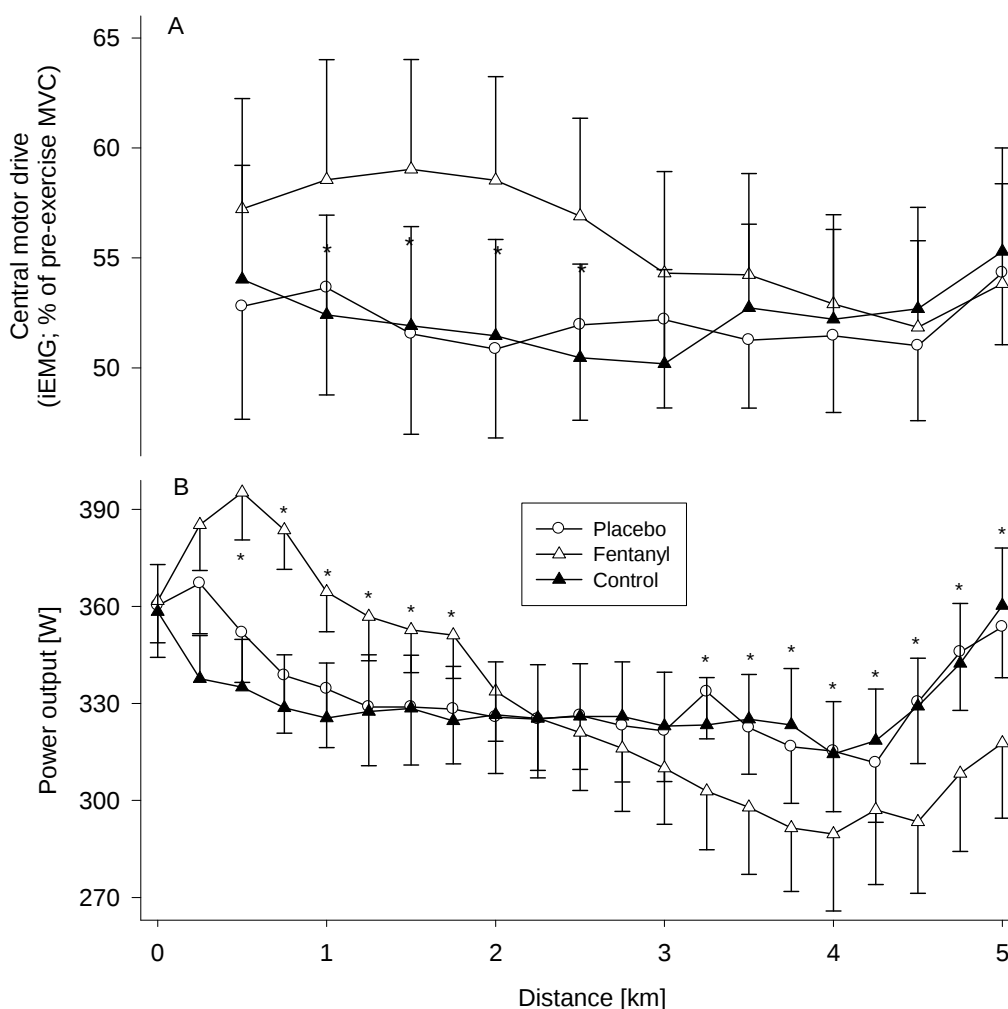 A
65
60
55
50
Central motor drive
(iEMG; % of pre-exercise MVC)
* * * *
B
390
360
330
300
270
Power output [W]
Placebo
Fentanyl
Control
* * * * * * * * * * * * * *
0 1 2 3 4 5
Distance [km]